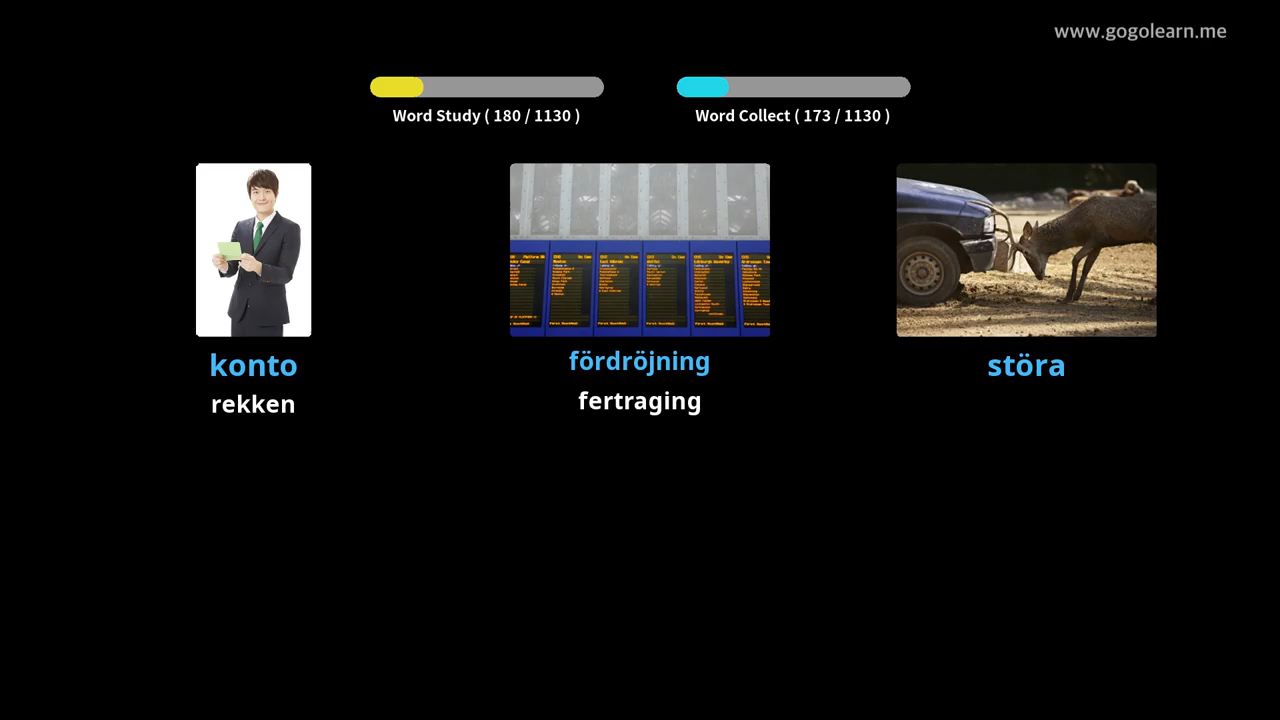 www.gogolearn.me
Word Study ( 180 / 1130 )
Word Collect ( 173 / 1130 )
konto
rekken
fördröjning
fertraging
störa